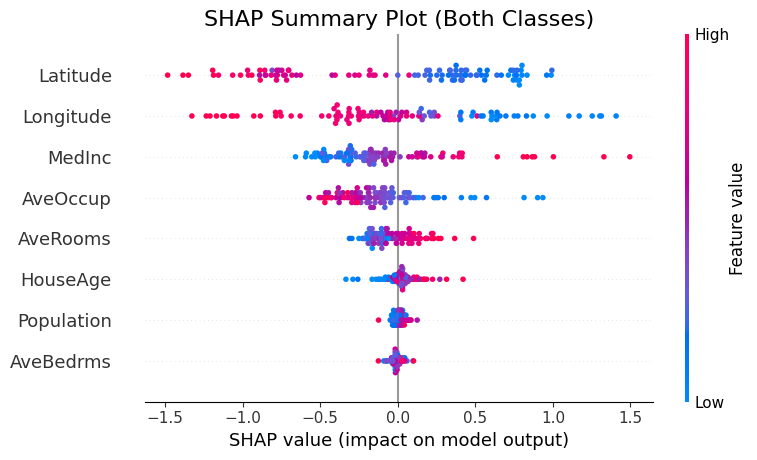 SHAP Summary Plot (Both Classes)
High
Latitude
Longitude
MedInc
AveOccup
AveRooms
HouseAge
Population
AveBedrms
Feature value
Low
−1.5 −1.0 −0.5 0.0 0.5 1.0 1.5
SHAP value (impact on model output)